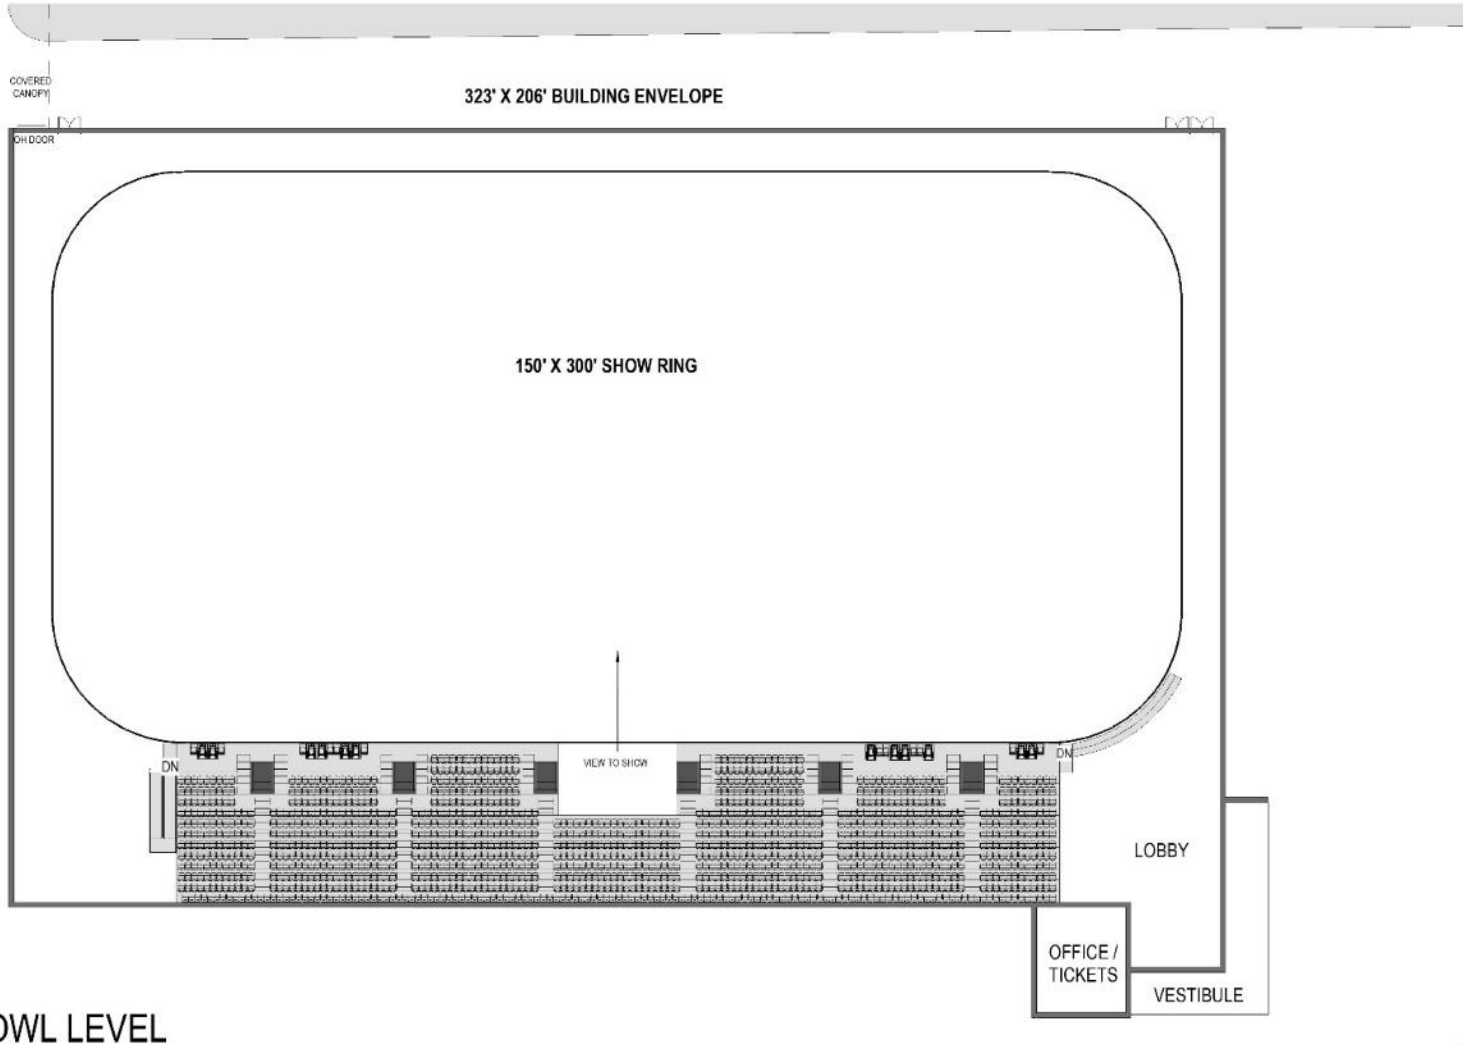 COVERED
CANOPY
323' X 206' BUILDING ENVELOPE
OH DOOR
150' X 300' SHOW RING
VIEW TO SHOW
DN
DN
LOBBY
OFFICE /
TICKETS
VESTIBULE
OWL LEVEL